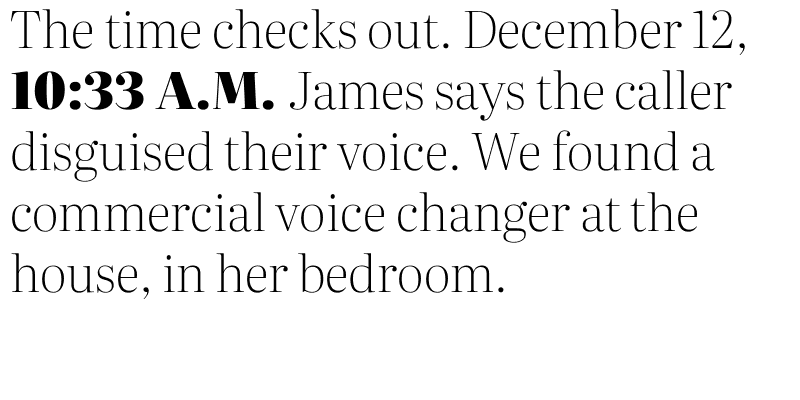 The time checks out. December 12,
10:33 A.M. James says the caller
disguised their voice. We found a
commercial voice changer at the
house, in her bedroom.